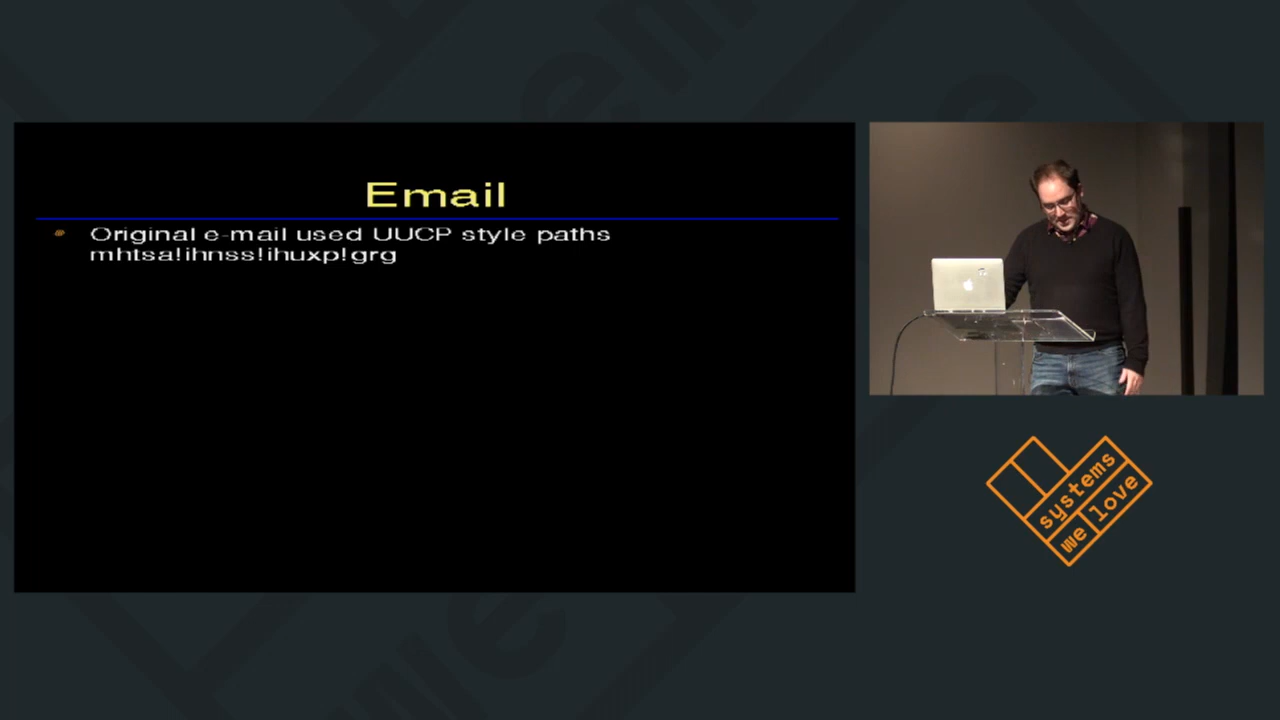 Email
Original e-mail used UUCP style paths
mhtsa!ihnss!ihuxp!grg
systems
we love